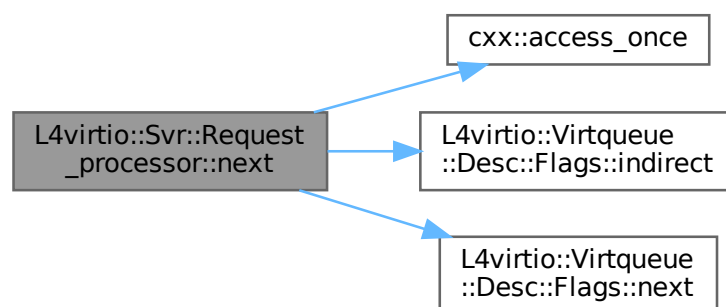 L4virtio::Svr::Request
_processor::next
cxx::access_once
L4virtio::Virtqueue
::Desc::Flags::indirect
L4virtio::Virtqueue
::Desc::Flags::next